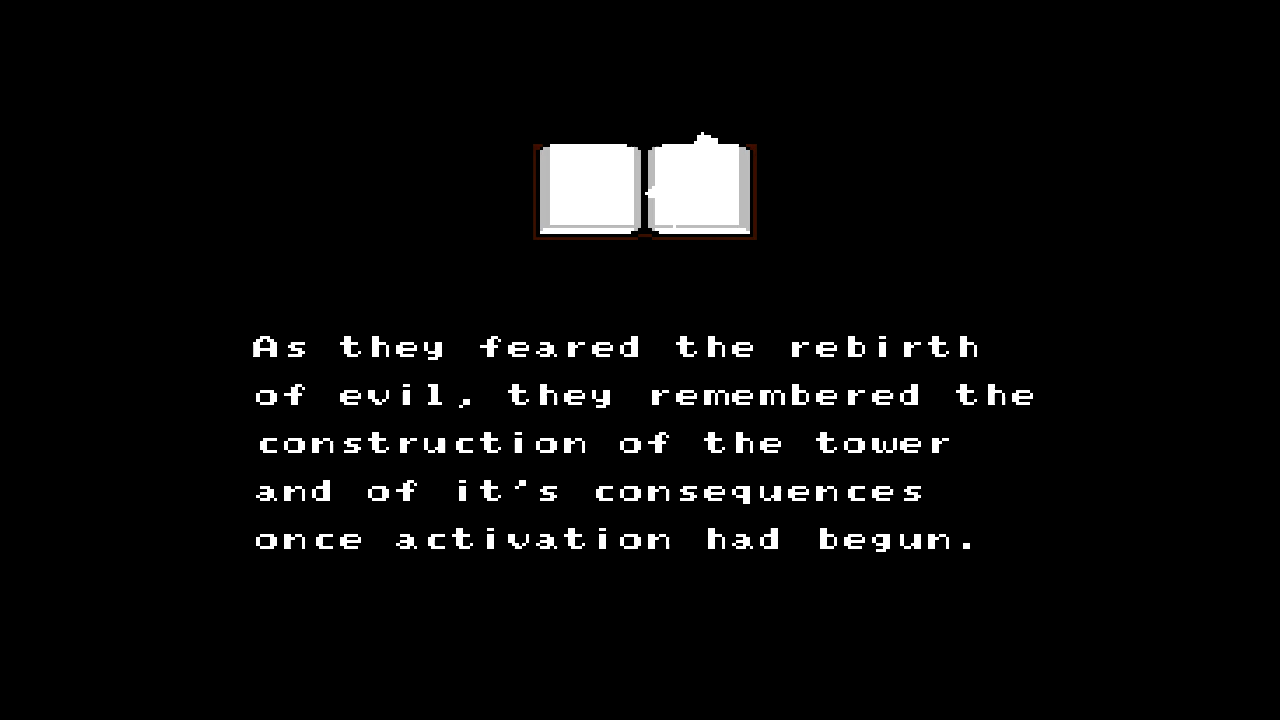 As they feared the rebirth
of evil, they remembered the
construction of the tower
and of it's consequences
once activation had begun.